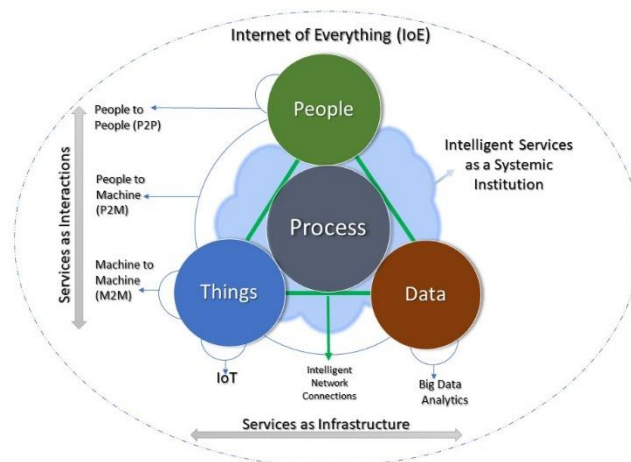 Internet of Everything (IoE)
People
People to
People (P2P)
Intelligent Services
as a Systemic
Institution
People to
Machine
(P2M)
Services as Interactions
Process
Machine to
Machine
(M2M)
Things
Data
IoT
Intelligent
Network
Connections
Big Data
Analytics
Services as Infrastructure